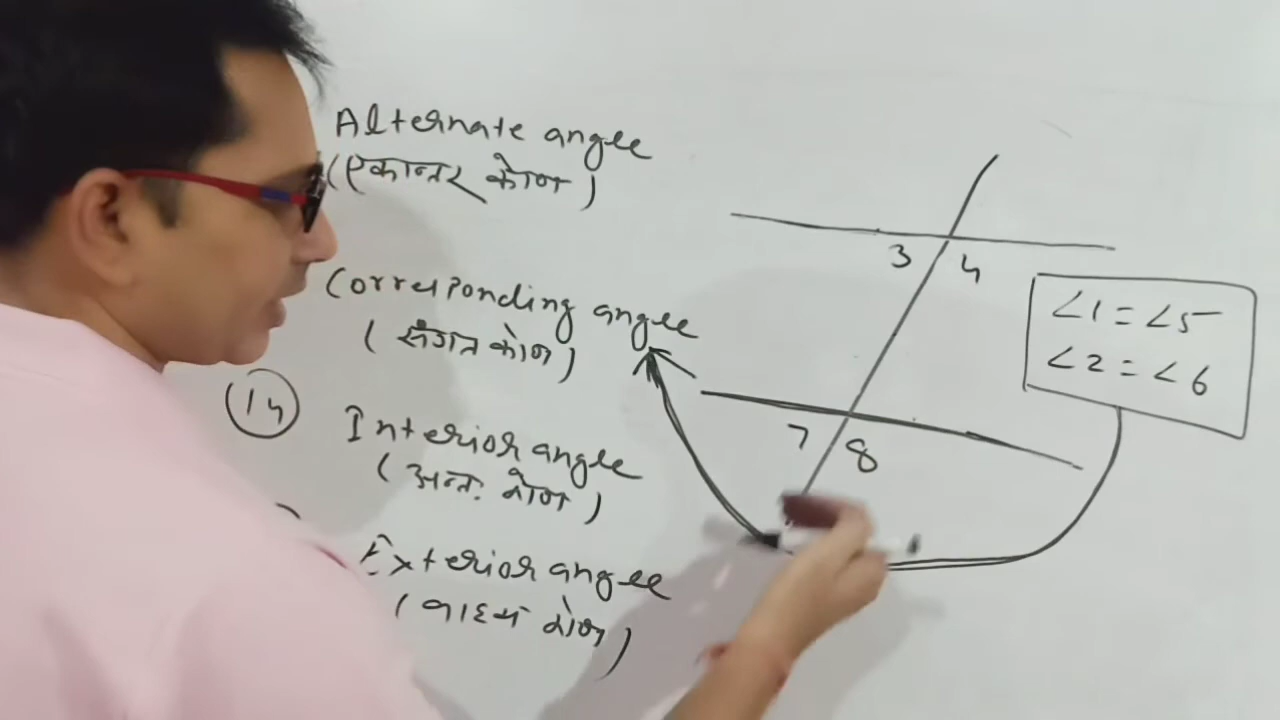 Alternate angle
(एकान्तर कोण)
Corresponding angle
(संगत कोण)
14
Interior angle
(अन्तः कोण)
Exterior angle
(बाह्य कोण)
3 4
∠1 = ∠5
∠2 = ∠6
7 8